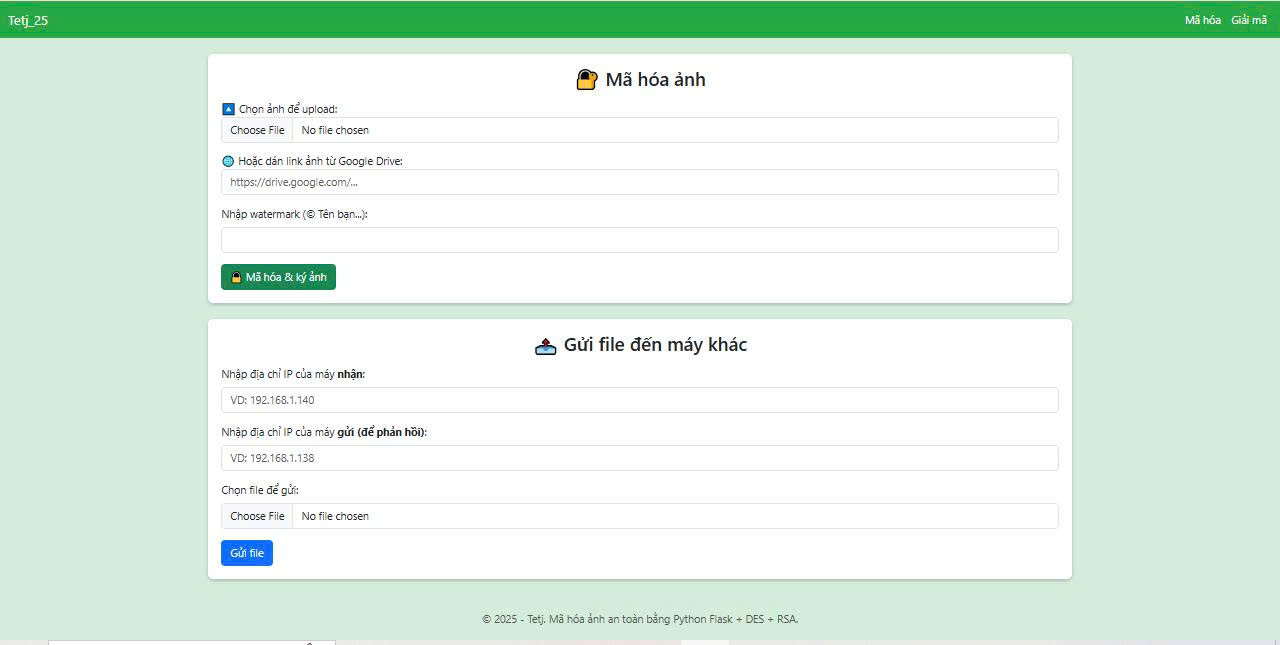 Tetj_25
Mã hóa Giải mã
Mã hóa ảnh
Chọn ảnh để upload:
Choose File No file chosen
Hoặc dán link ảnh từ Google Drive:
https://drive.google.com/...
Nhập watermark (© Tên bạn...):
Mã hóa & ký ảnh
Gửi file đến máy khác
Nhập địa chỉ IP của máy nhận:
VD: 192.168.1.140
Nhập địa chỉ IP của máy gửi (để phản hồi):
VD: 192.168.1.138
Chọn file để gửi:
Choose File No file chosen
Gửi file
© 2025 - Tetj. Mã hóa ảnh an toàn bằng Python Flask + DES + RSA.